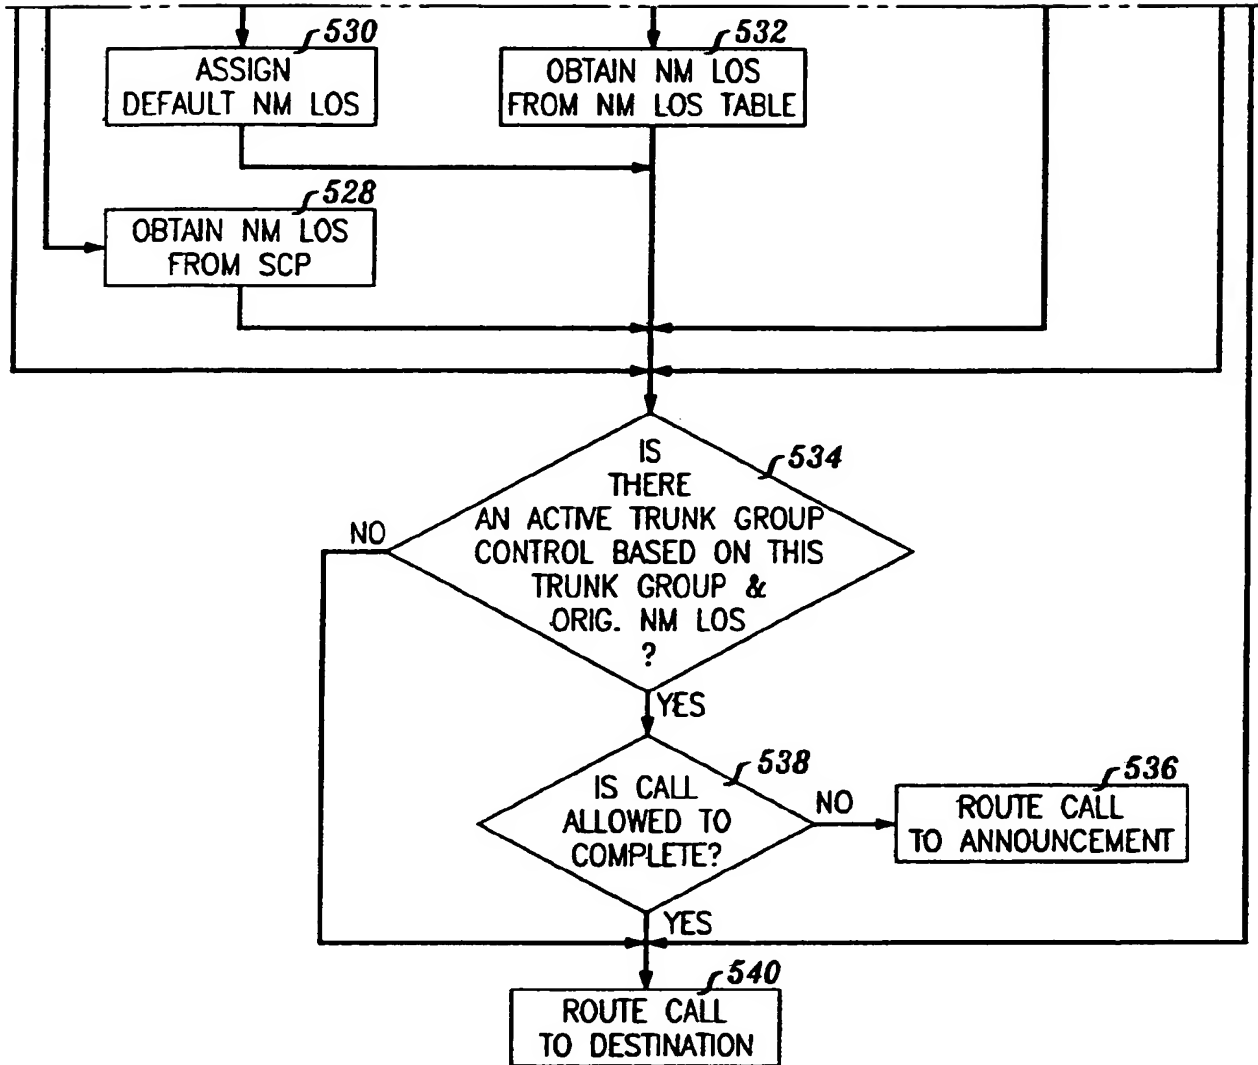 530
ASSIGN
DEFAULT NM LOS
532
OBTAIN NM LOS
FROM NM LOS TABLE
528
OBTAIN NM LOS
FROM SCP
534
IS
THERE
AN ACTIVE TRUNK GROUP
CONTROL BASED ON THIS
TRUNK GROUP &
ORIG. NM LOS
?
NO
YES
538
IS CALL
ALLOWED TO
COMPLETE?
NO
536
ROUTE CALL
TO ANNOUNCEMENT
YES
540
ROUTE CALL
TO DESTINATION